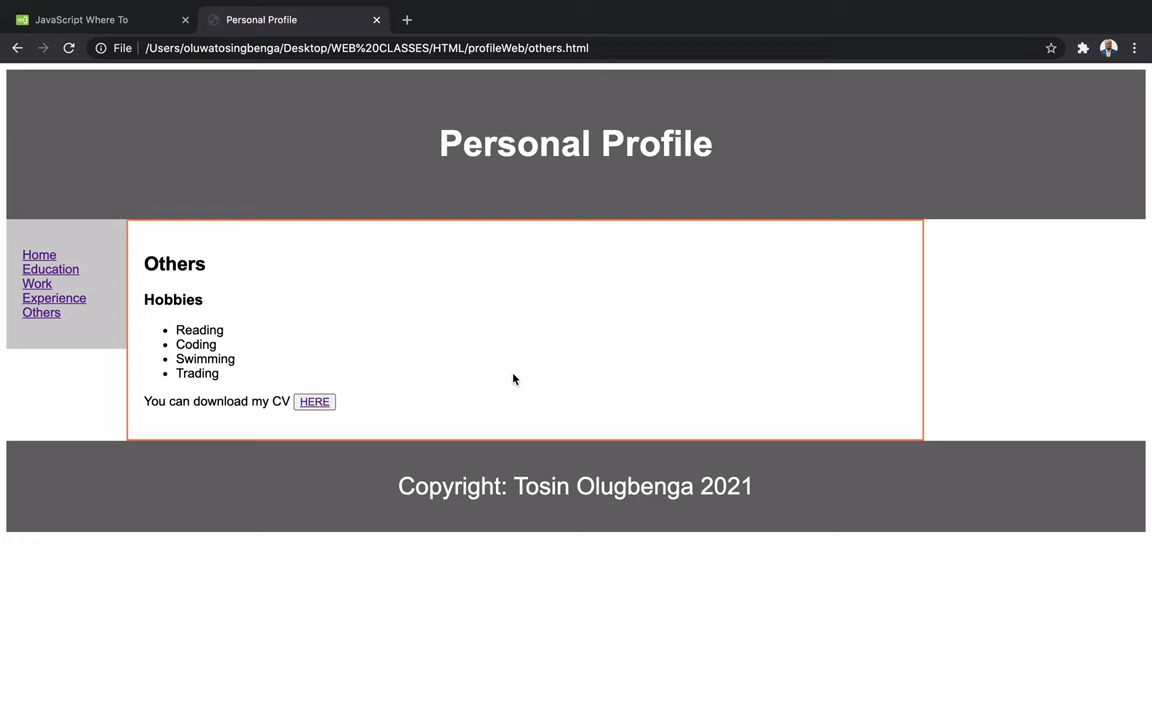 JavaScript Where To
Personal Profile
File /Users/oluwatosingbenga/Desktop/WEB%20CLASSES/HTML/profileWeb/others.html
Personal Profile
Home
Education
Work
Experience
Others
Others
Hobbies
Reading
Coding
Swimming
Trading
You can download my CV HERE
Copyright: Tosin Olugbenga 2021